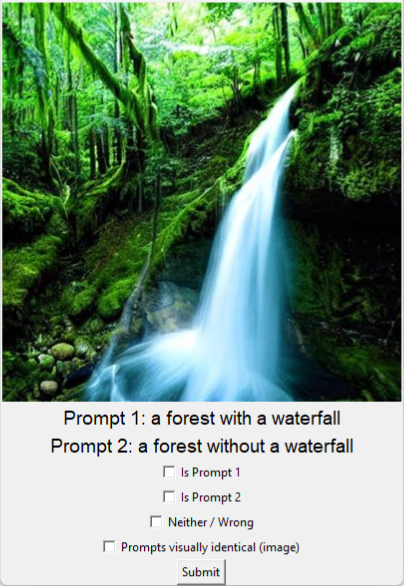 Prompt 1: a forest with a waterfall
Prompt 2: a forest without a waterfall
Is Prompt 1
Is Prompt 2
Neither / Wrong
Prompts visually identical (image)
Submit